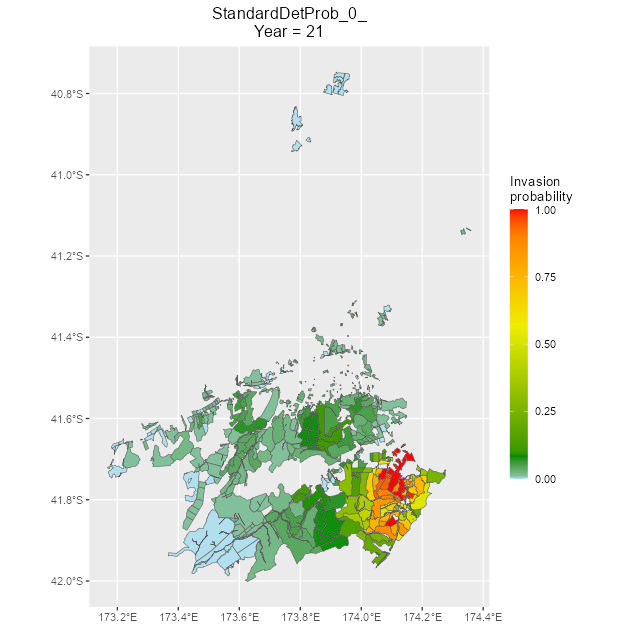 StandardDetProb_0_
Year = 21
40.8°S
41.0°S
41.2°S
41.4°S
41.6°S
41.8°S
42.0°S
173.2°E 173.4°E 173.6°E 173.8°E 174.0°E 174.2°E 174.4°E
Invasion
probability
1.00
0.75
0.50
0.25
0.00